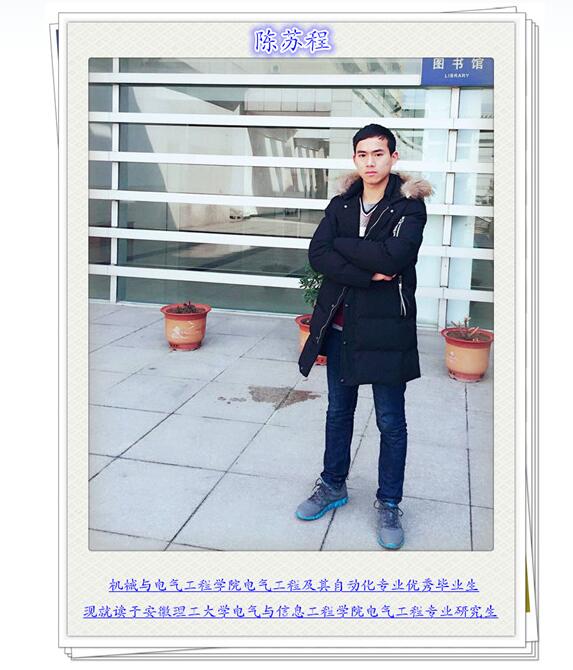 陈苏程
图书馆
LIBRARY
机械与电气工程学院电气工程及其自动化专业优秀毕业生
现就读于安徽理工大学电气与信息工程学院电气工程专业研究生